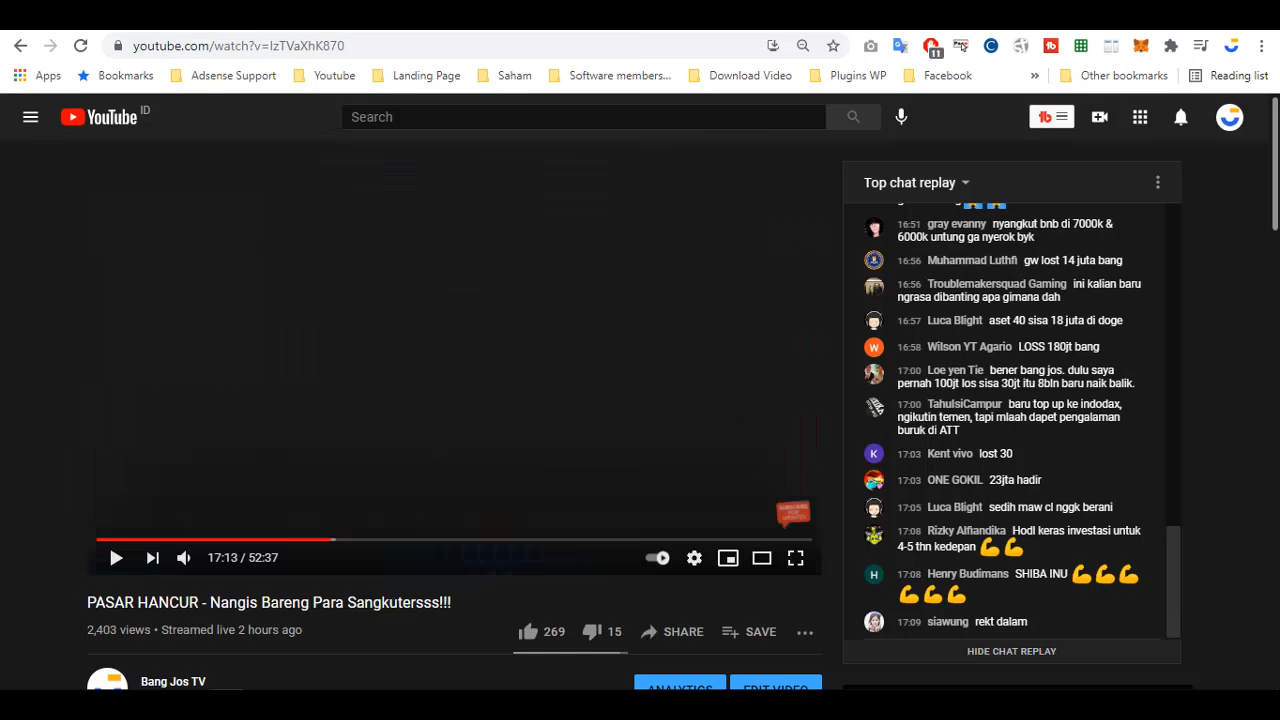 youtube.com/watch?v=IzTVaXhK870
11
Apps
Bookmarks
Adsense Support
Youtube
Landing Page
Saham
Software members...
Download Video
Plugins WP
Facebook
»
Other bookmarks
Reading list
YouTube ID
Search
tb
Top chat replay
16:51 gray evanny nyangkut bnb di 7000k &
6000k untung ga nyerok byk
16:56 Muhammad Luthfi gw lost 14 juta bang
16:56 Troublemakersquad Gaming ini kalian baru
ngrasa dibanting apa gimana dah
16:57 Luca Blight aset 40 sisa 18 juta di doge
W 16:58 Wilson YT Agario LOSS 180jt bang
17:00 Loe yen Tie bener bang jos. dulu saya
pernah 100jt los sisa 30jt itu 8bln baru naik balik.
17:00 TahulsiCampur baru top up ke indodax,
ngikutin temen, tapi mlaah dapet pengalaman
buruk di ATT
K 17:03 Kent vivo lost 30
17:03 ONE GOKIL 23jta hadir
17:05 Luca Blight sedih maw cl nggk berani
17:08 Rizky Alfiandika Hodl keras investasi untuk
4-5 thn kedepan 💪 💪
H 17:08 Henry Budimans SHIBA INU 💪 💪 💪
💪 💪 💪
17:09 siawung rekt dalam
HIDE CHAT REPLAY
SUBSCRIBE
FOR
UPDATES
17:13 / 52:37
PASAR HANCUR - Nangis Bareng Para Sangkutersss!!!
2,403 views • Streamed live 2 hours ago
269
15
SHARE
SAVE
Bang Jos TV
ANALYTICS
EDIT VIDEO